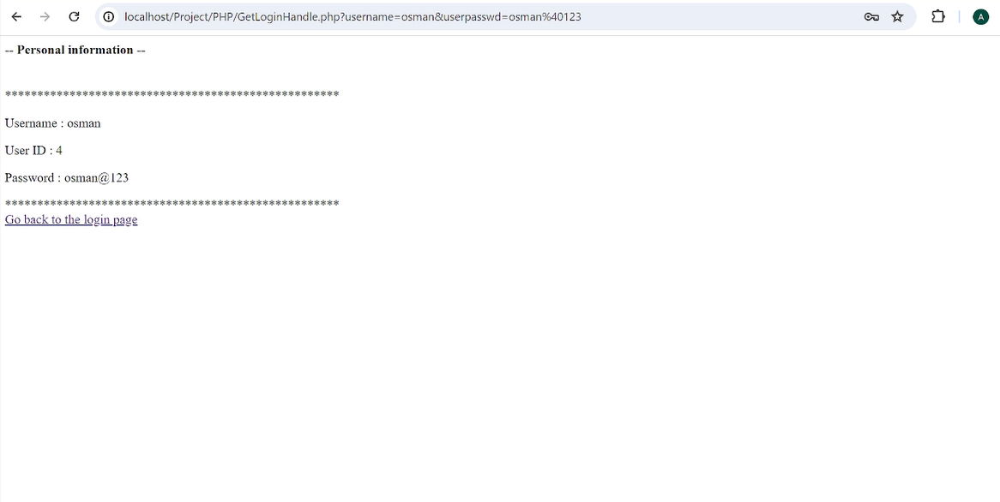 localhost/Project/PHP/GetLoginHandle.php?username=osman&userpasswd=osman%40123
A
-- Personal information --
****************************************************
Username : osman
User ID : 4
Password : osman@123
****************************************************
Go back to the login page